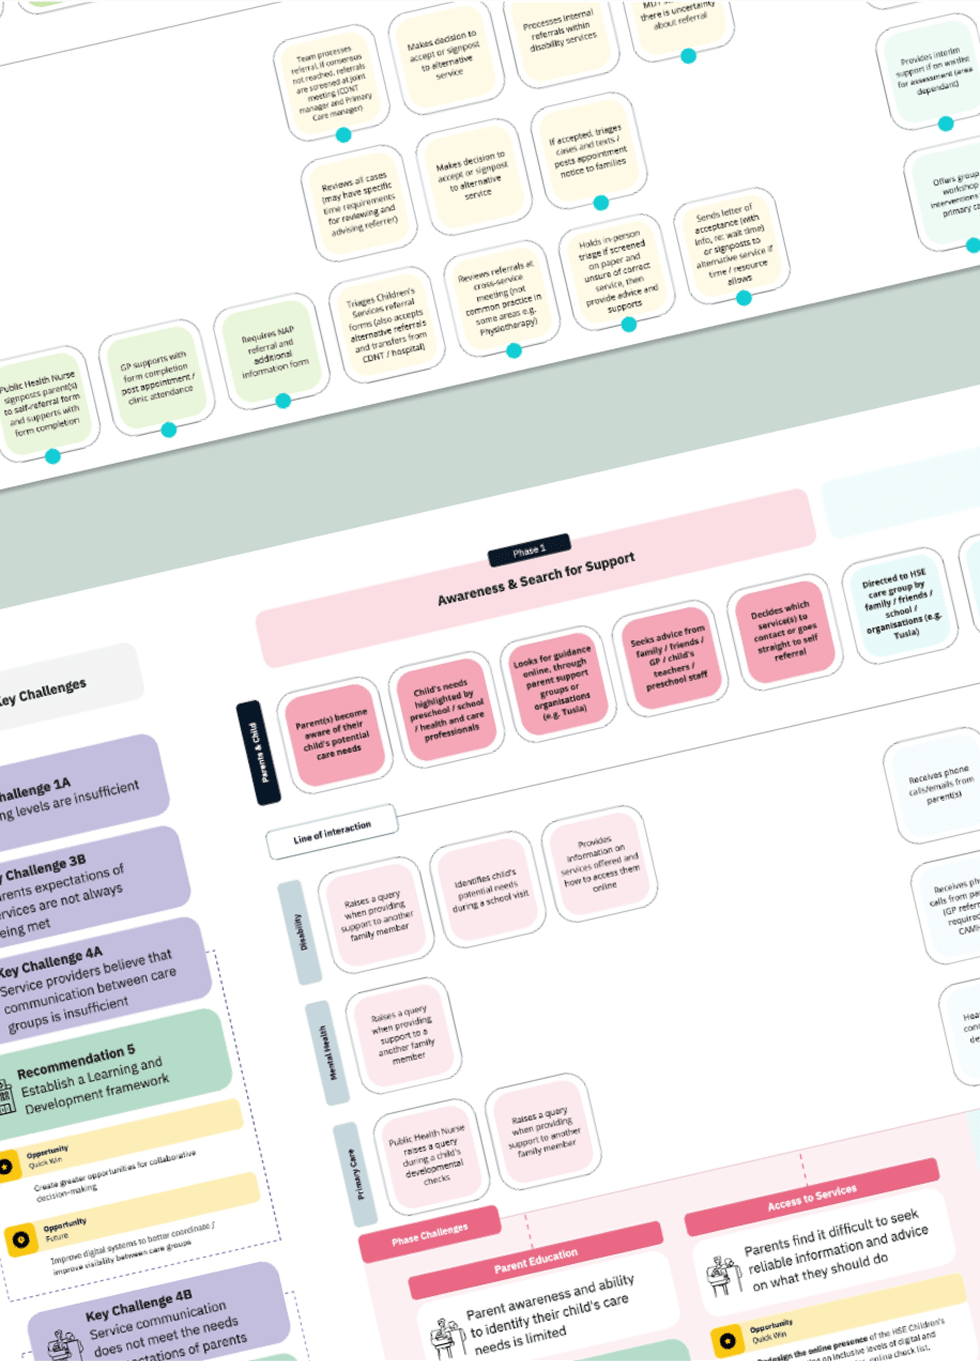 Team processes
referral, if consensus
not reached, referrals
are screened at joint
meeting (CDNT
manager and Primary
Care manager)
Makes decision to
accept or signpost
to alternative
service
Processes internal
referrals within
disability services
there is uncertainty
about referral
Provides interim
support if on waitlist
for assessment (area
dependant)
Reviews all cases
(may have specific
time requirements
for reviewing and
advising referrer)
Makes decision to
accept or signpost
to alternative
service
If accepted, triages
cases and texts /
posts appointment
notice to families
Offers group
workshop
interventions
primary ca
Public Health Nurse
signposts parent(s)
to self-referral form
and supports with
form completion
GP supports with
form completion
post appointment /
clinic attendance
Requires NAP
referral and
additional
information form
Triages Children's
Services referral
forms (also accepts
alternative referrals
and transfers from
CDNT / hospital)
Reviews referrals at
cross-service
meeting (not
common practice in
some areas e.g.
Physiotherapy)
Holds in-person
triage if screened
on paper and
unsure of correct
service, then
provide advice and
supports
Sends letter of
acceptance (with
info, re: wait time)
or signposts to
alternative service if
time / resource
allows
Phase 1
Awareness & Search for Support
Key Challenges
Parents & Child
Parent(s) become
aware of their
child's potential
care needs
Child's needs
highlighted by
preschool / school
/ health and care
professionals
Looks for guidance
online, through
parent support
groups or
organisations
(e.g. Tusla)
Seeks advice from
family / friends /
GP / child's
teachers /
preschool staff
Decides which
service(s) to
contact or goes
straight to self
referral
Directed to HSE
care group by
family / friends /
school /
organisations (e.g.
Tusla)
Line of interaction
Disability
Raises a query
when providing
support to another
family member
Identifies child's
potential needs
during a school visit
Provides
information on
services offered and
how to access them
online
Receives phone
calls/emails from
parent(s)
Mental Health
Raises a query
when providing
support to a
another family
member
Receives ph
calls from pa
(GP referr
required
CAMH
Primary Care
Public Health Nurse
raises a query
during a child's
developmental
checks
Raises a query
when providing
support to another
family member
Hea
con
de
hallenge 1A
ng levels are insufficient
y Challenge 3B
rents expectations of
rvices are not always
eing met
Key Challenge 4A
Service providers believe that
communication between care
groups is insufficient
Recommendation 5
Establish a Learning and
Development framework
Opportunity
Quick Win
Create greater opportunities for collaborative
decision-making
Opportunity
Future
Improve digital systems to better coordinate /
improve visibility between care groups
Key Challenge 4B
Service communication
does not meet the needs
ctations of parents
Phase Challenges
Parent Education
Parent awareness and ability
to identify their child's care
needs is limited
Access to Services
Parents find it difficult to seek
reliable information and advice
on what they should do
Opportunity
Quick Win
Redesign the online presence of the HSE Children's
on inclusive levels of digital and
online check list,